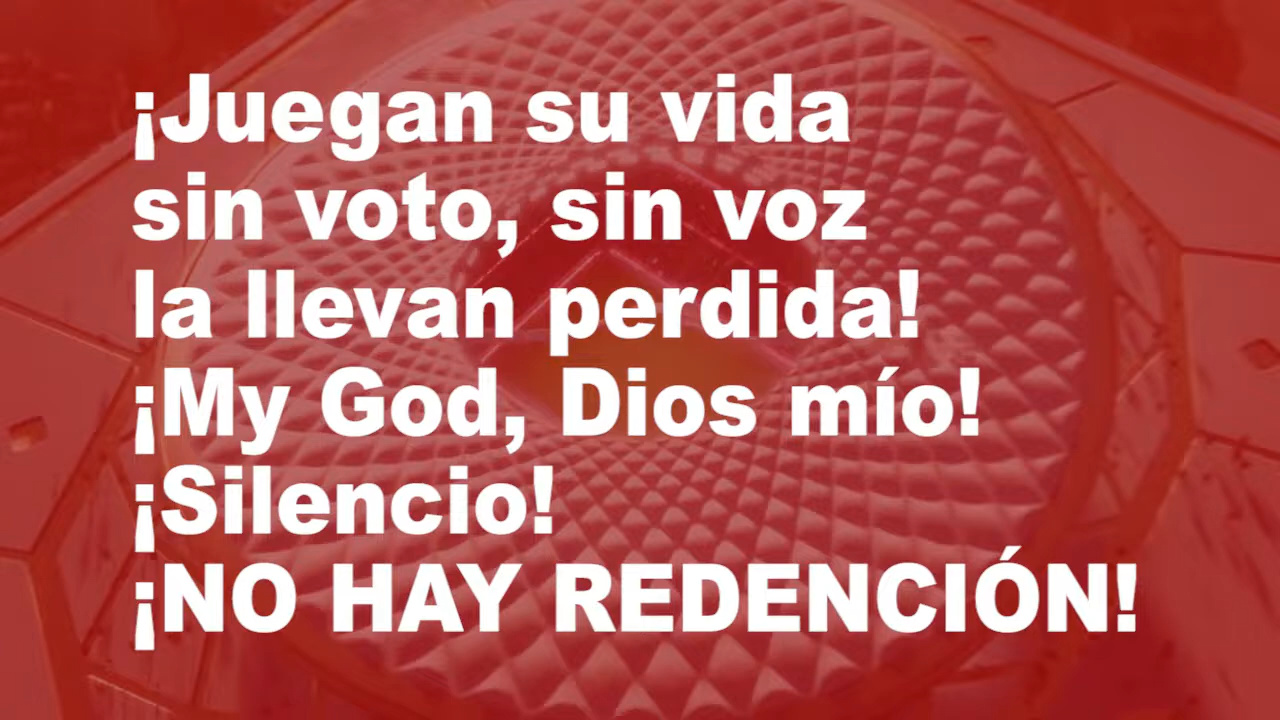 ¡Juegan su vida
sin voto, sin voz
la llevan perdida!
¡My God, Dios mío!
¡Silencio!
¡NO HAY REDENCIÓN!